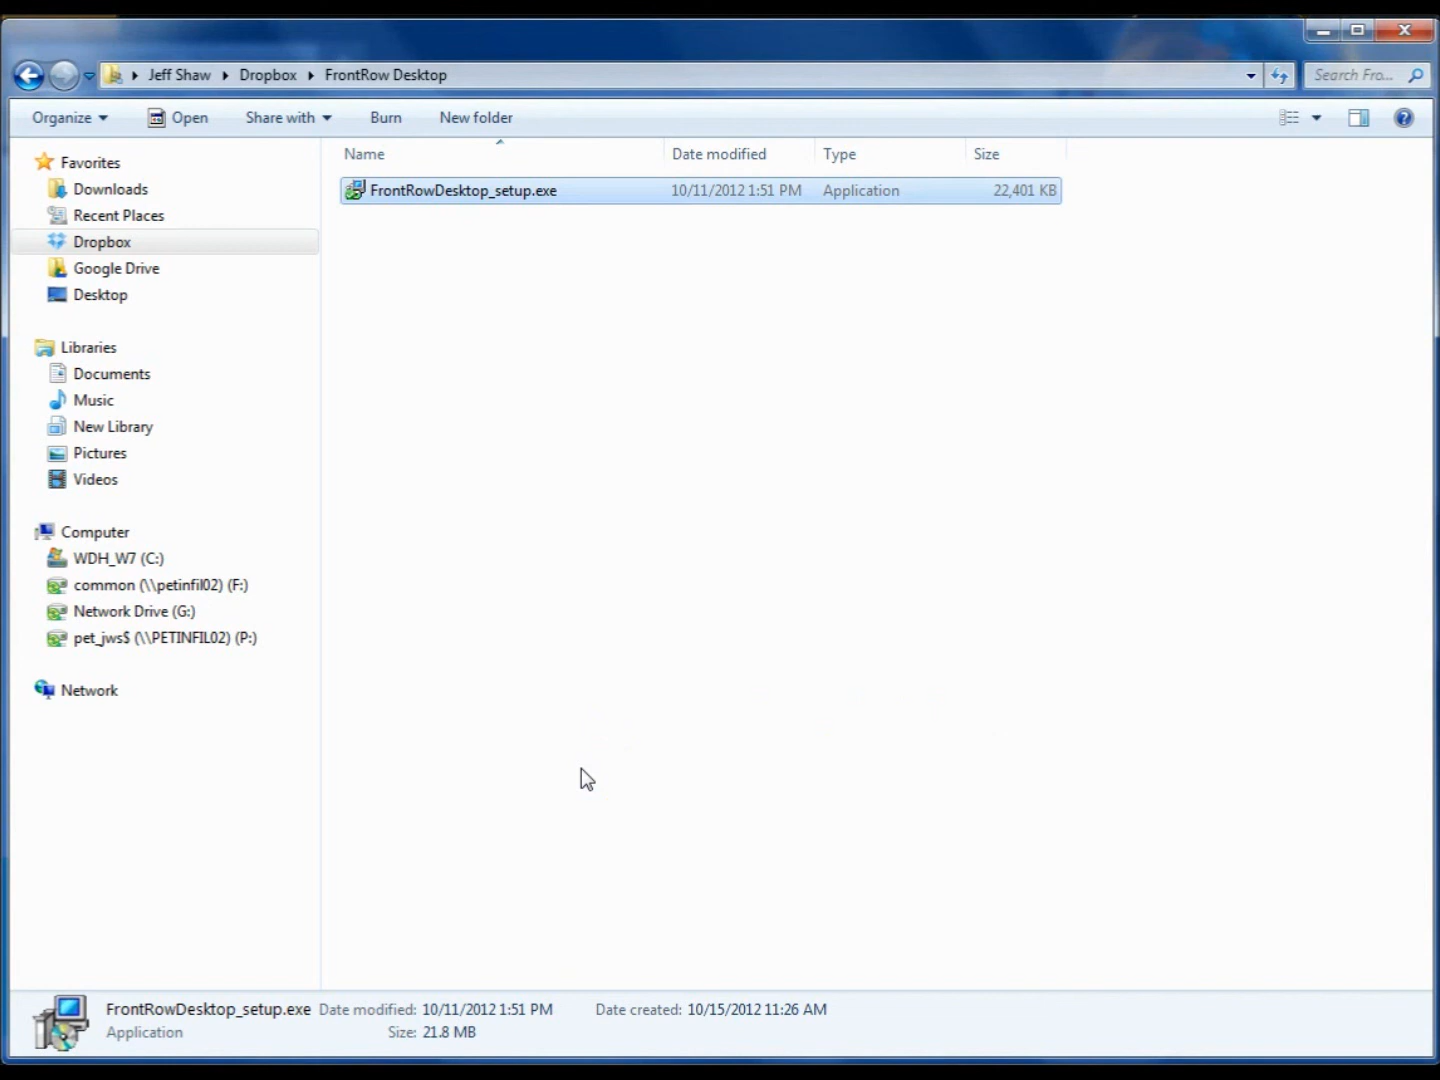 Jeff Shaw Dropbox FrontRow Desktop
Search Fro...
Organize Open Share with Burn New folder
Name Date modified Type Size
FrontRowDesktop_setup.exe 10/11/2012 1:51 PM Application 22,401 KB
Favorites
Downloads
Recent Places
Dropbox
Google Drive
Desktop
Libraries
Documents
Music
New Library
Pictures
Videos
Computer
WDH_W7 (C:)
common (\\petinfil02) (F:)
Network Drive (G:)
pet_jws$ (\\PETINFIL02) (P:)
Network
FrontRowDesktop_setup.exe Date modified: 10/11/2012 1:51 PM Date created: 10/15/2012 11:26 AM
Application Size: 21.8 MB